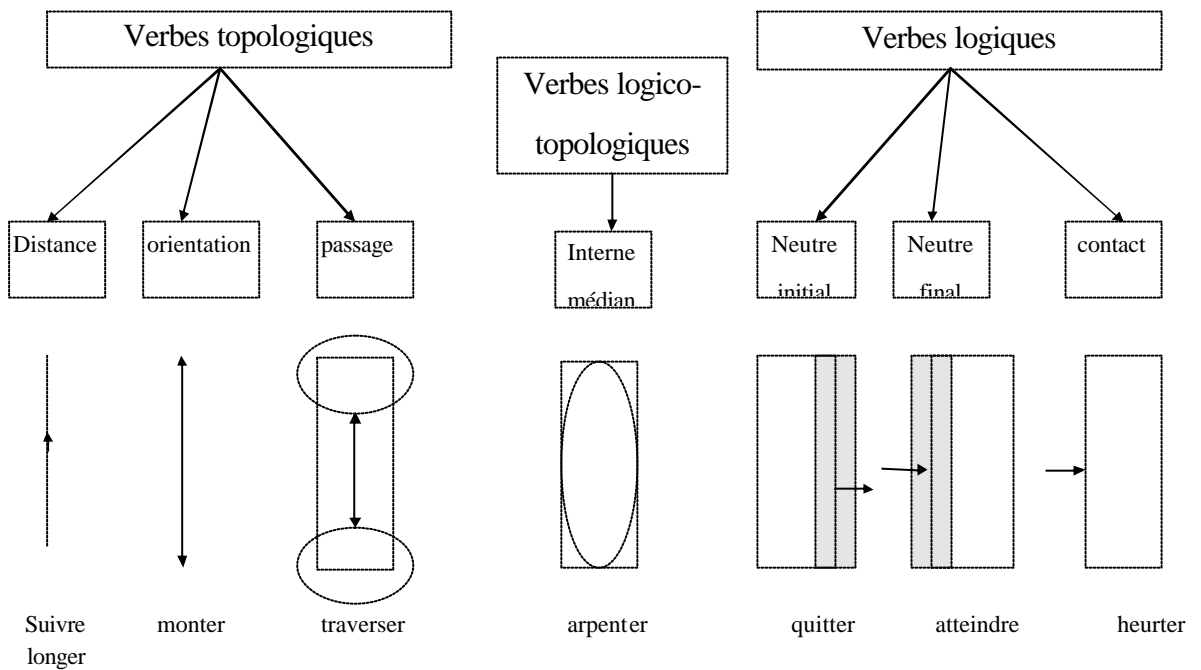 Verbes topologiques
Verbes logico-
topologiques
Verbes logiques
Distance
orientation
passage
Interne
médian
Neutre
initial
Neutre
final
contact
Suivre
longer
monter
traverser
arpenter
quitter
atteindre
heurter